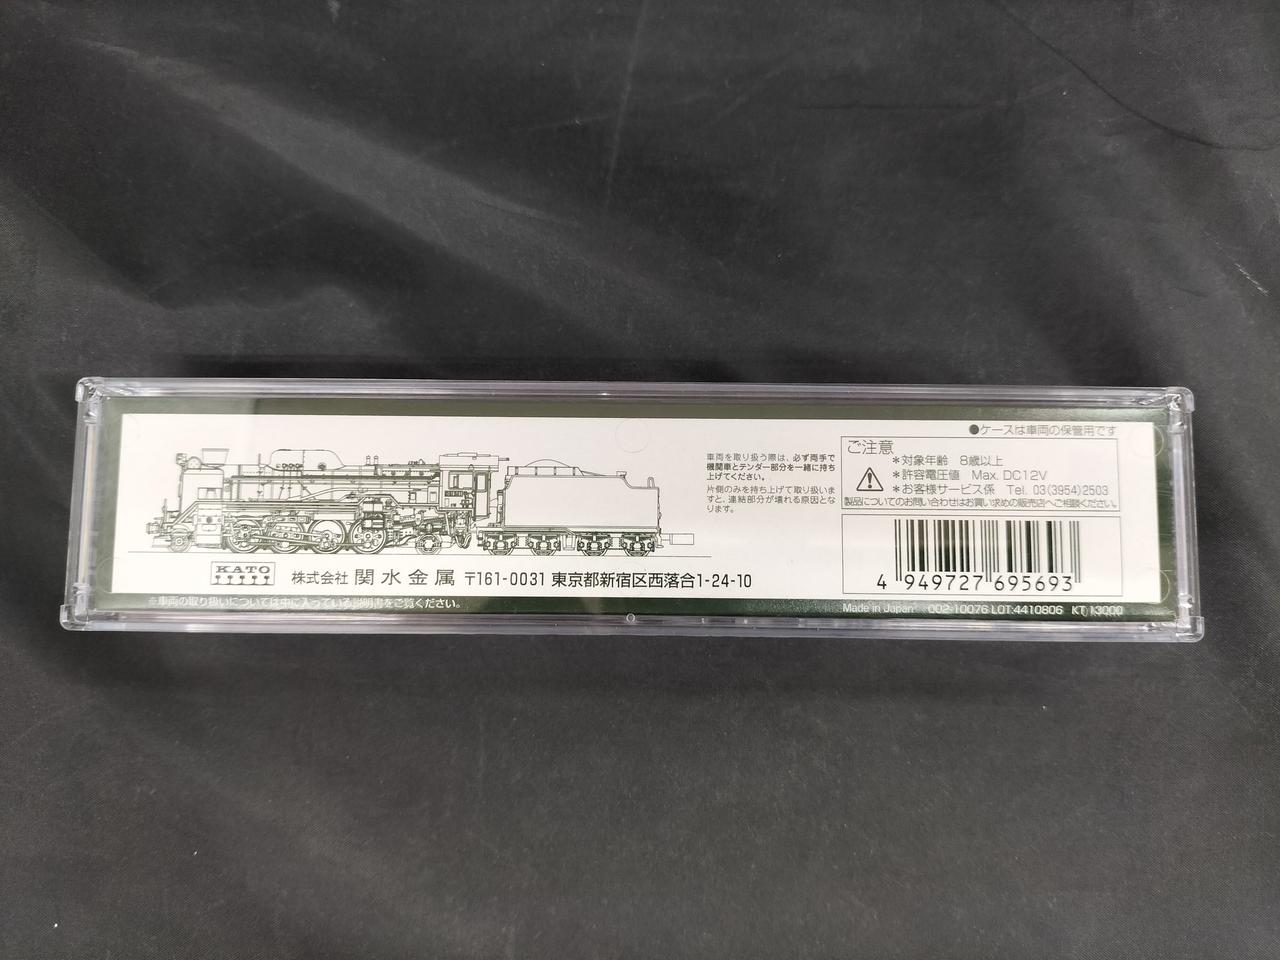 ●ケースは車両の保管用です
車両を取り扱う際は、必ず両手で
機関車とテンダー部分を一緒に持ち
上げてください。
片側のみを持ち上げて取り扱いま
すと、連結部分が壊れる原因とな
ります。
ご注意
＊対象年齢 8歳以上
＊許容電圧値 Max. DC12V
＊お客様サービス係 Tel. 03(3954)2503
製品についてのお問い合わせはお買い求めの販売店へご相談ください。
4 949727 695693
KATO
株式会社 関水金属 〒161-0031 東京都新宿区西落合1-24-10
※車両の取り扱いについては中に入っている説明書をご覧ください。
Made in Japan 002-10076 LOT:4410806 KT 13000